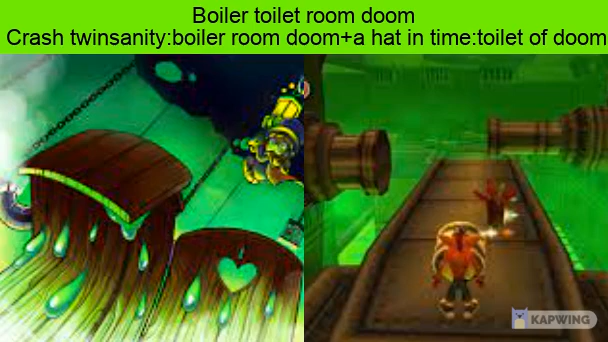 Boiler toilet room doom
Crash twinsanity:boiler room doom+a hat in time:toilet of doom
KAPWING